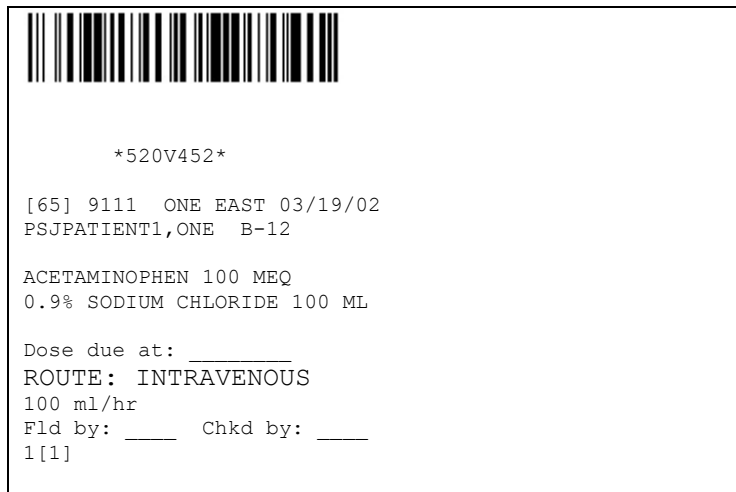 *520V452*
[65] 9111 ONE EAST 03/19/02
PSJPATIENT1,ONE B-12
ACETAMINOPHEN 100 MEQ
0.9% SODIUM CHLORIDE 100 ML
Dose due at: ________
ROUTE: INTRAVENOUS
100 ml/hr
Fld by: ____ Chkd by: ____
1[1]